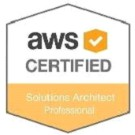 aws
CERTIFIED
Solutions Architect
Professional